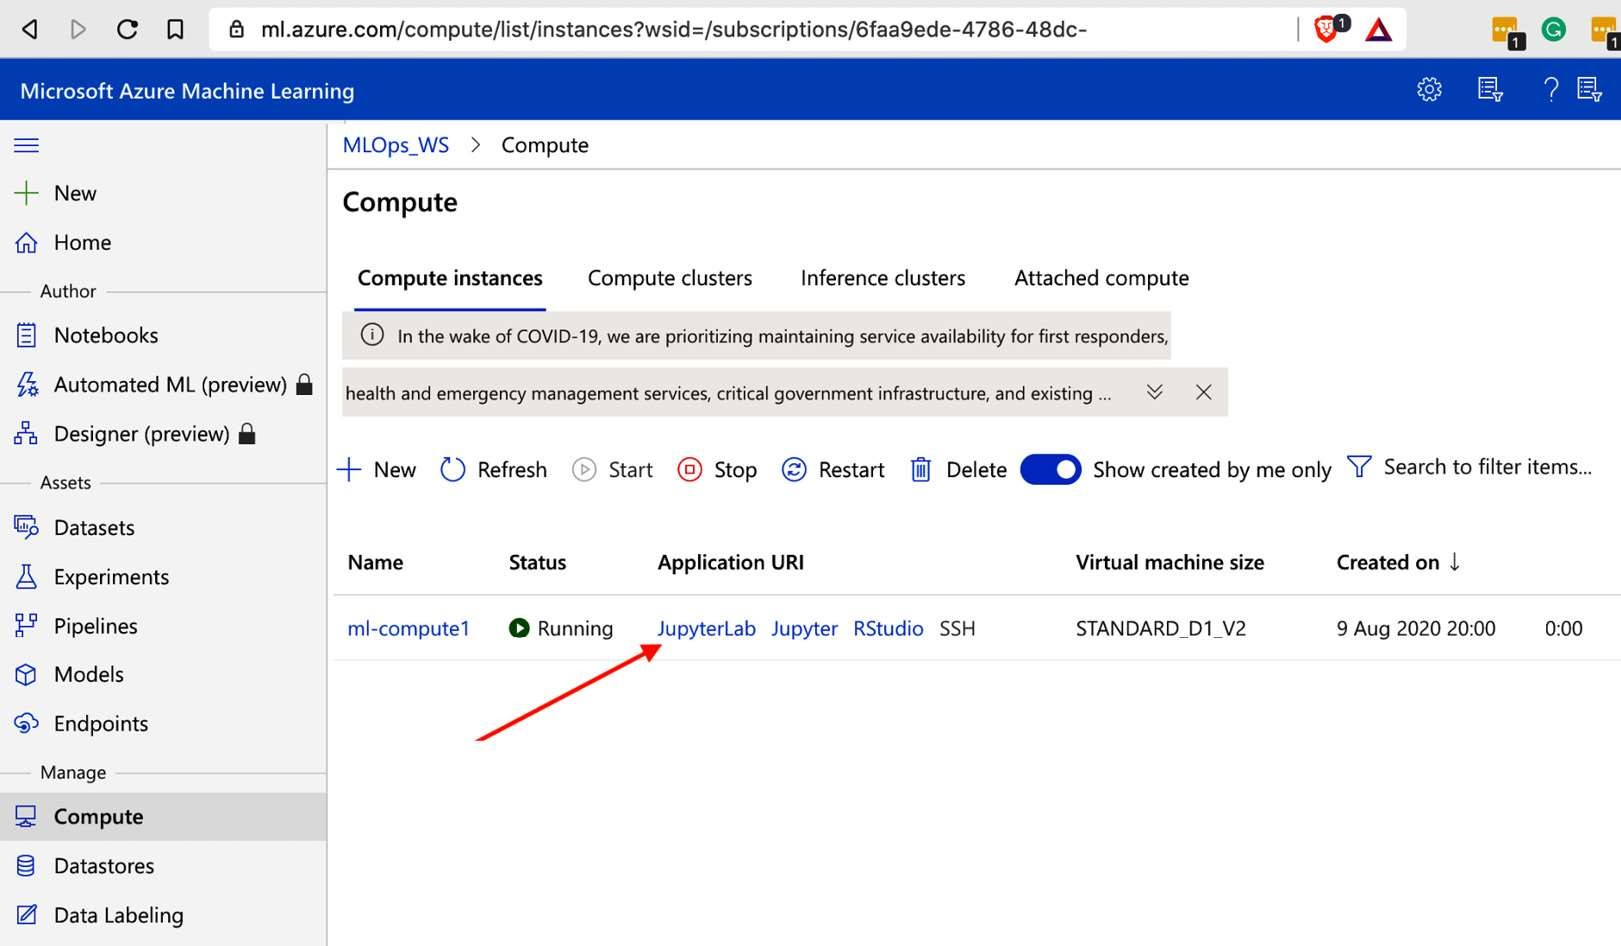 ml.azure.com/compute/list/instances?wsid=/subscriptions/6faa9ede-4786-48dc-
1
1
1
Microsoft Azure Machine Learning
MLOps_WS > Compute
New
Home
Author
Notebooks
Automated ML (preview)
Designer (preview)
Assets
Datasets
Experiments
Pipelines
Models
Endpoints
Manage
Compute
Datastores
Data Labeling
Compute
Compute instances Compute clusters Inference clusters Attached compute
In the wake of COVID-19, we are prioritizing maintaining service availability for first responders,
health and emergency management services, critical government infrastructure, and existing ...
New Refresh Start Stop Restart Delete Show created by me only Search to filter items...
Name Status Application URI Virtual machine size Created on ↓
ml-compute1 Running JupyterLab Jupyter RStudio SSH STANDARD_D1_V2 9 Aug 2020 20:00 0:00